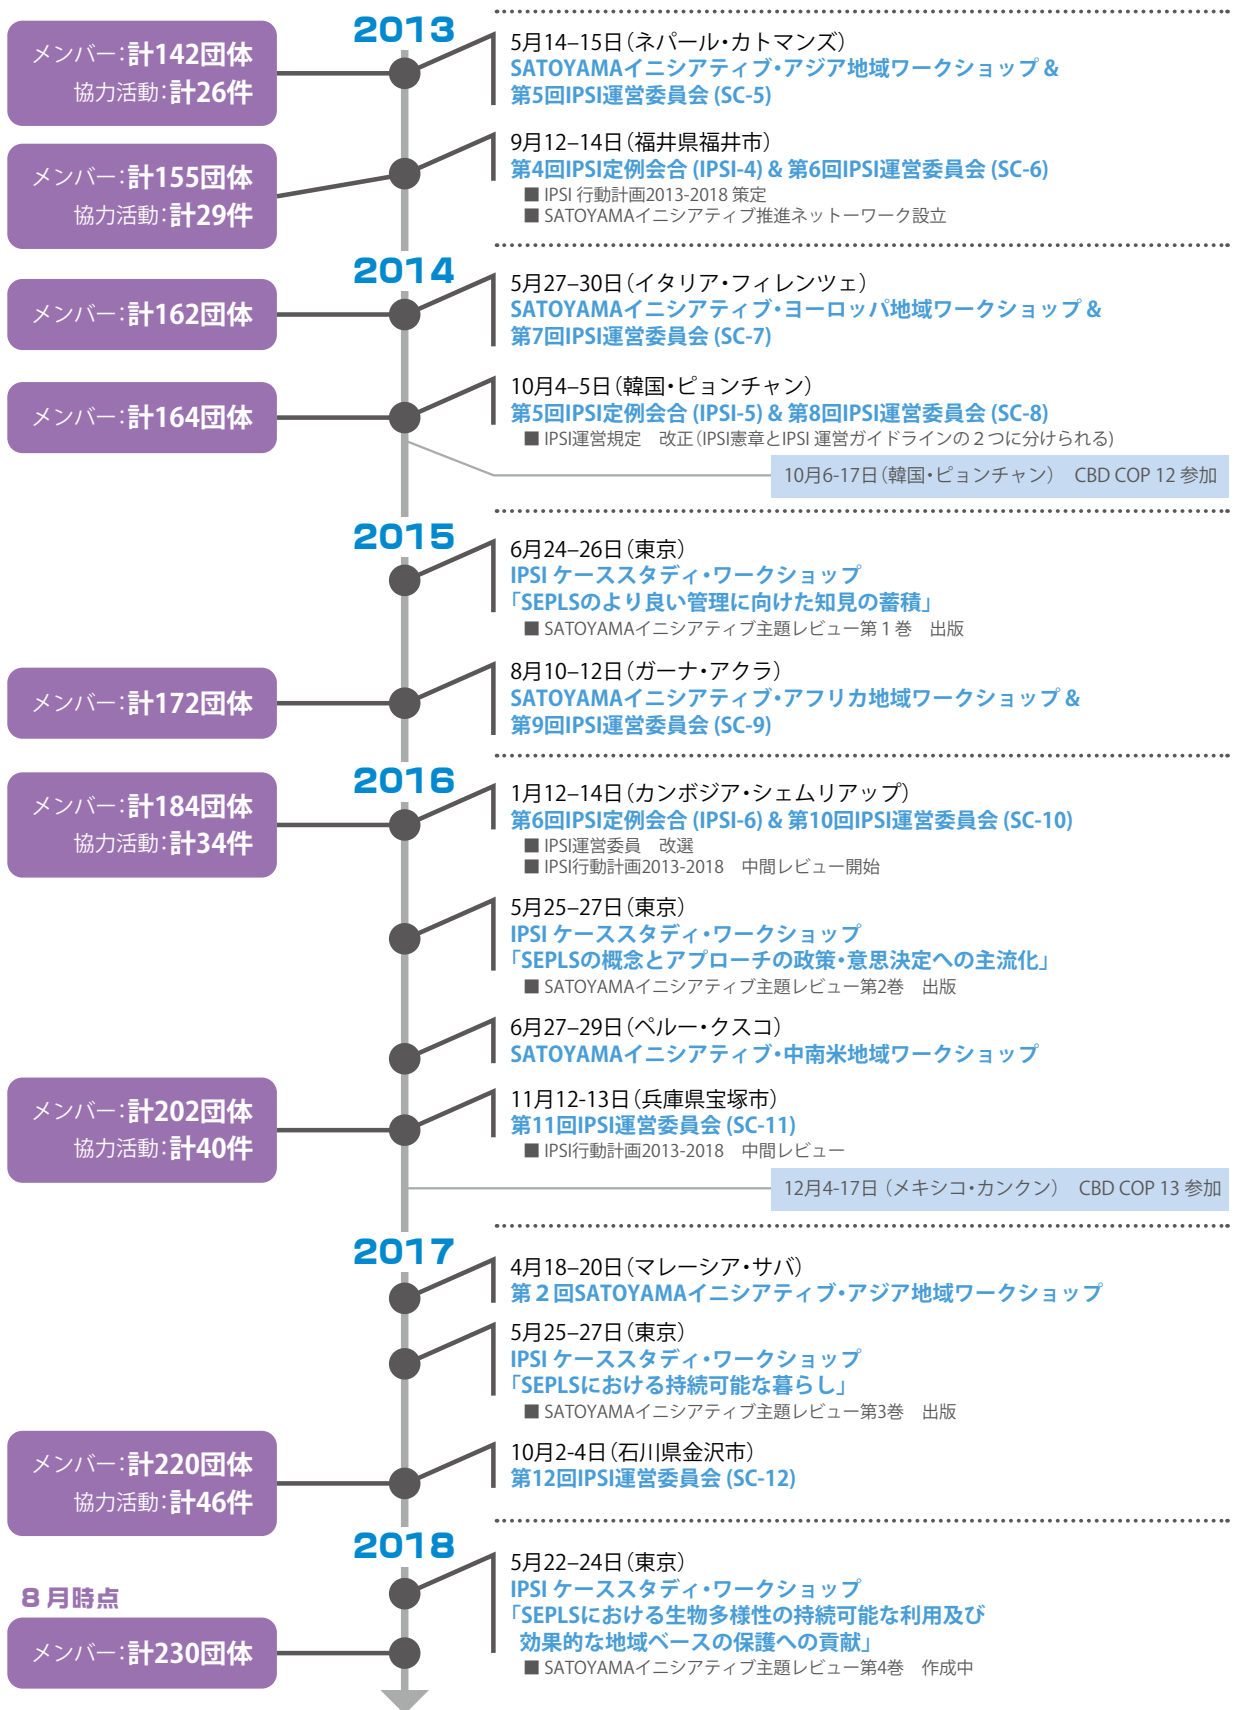 2013
メンバー：計142団体
協力活動：計26件
5月14–15日（ネパール・カトマンズ）
SATOYAMAイニシアティブ・アジア地域ワークショップ &
第5回IPSI運営委員会 (SC-5)
メンバー：計155団体
協力活動：計29件
9月12–14日（福井県福井市）
第4回IPSI定例会合 (IPSI-4) & 第6回IPSI運営委員会 (SC-6)
■ IPSI 行動計画2013-2018 策定
■ SATOYAMAイニシアティブ推進ネットーワーク設立
2014
メンバー：計162団体
5月27–30日（イタリア・フィレンツェ）
SATOYAMAイニシアティブ・ヨーロッパ地域ワークショップ &
第7回IPSI運営委員会 (SC-7)
メンバー：計164団体
10月4–5日（韓国・ピョンチャン）
第5回IPSI定例会合 (IPSI-5) & 第8回IPSI運営委員会 (SC-8)
■ IPSI運営規定　改正（IPSI憲章とIPSI 運営ガイドラインの２つに分けられる)
10月6-17日（韓国・ピョンチャン）　CBD COP 12 参加
2015
6月24–26日（東京）
IPSI ケーススタディ・ワークショップ
「SEPLSのより良い管理に向けた知見の蓄積」
■ SATOYAMAイニシアティブ主題レビュー第１巻　出版
メンバー：計172団体
8月10–12日（ガーナ・アクラ）
SATOYAMAイニシアティブ・アフリカ地域ワークショップ &
第9回IPSI運営委員会 (SC-9)
2016
メンバー：計184団体
協力活動：計34件
1月12–14日（カンボジア・シェムリアップ）
第6回IPSI定例会合 (IPSI-6) & 第10回IPSI運営委員会 (SC-10)
■ IPSI運営委員　改選
■ IPSI行動計画2013-2018　中間レビュー開始
5月25–27日（東京）
IPSI ケーススタディ・ワークショップ
「SEPLSの概念とアプローチの政策・意思決定への主流化」
■ SATOYAMAイニシアティブ主題レビュー第2巻　出版
6月27–29日（ペルー・クスコ）
SATOYAMAイニシアティブ・中南米地域ワークショップ
メンバー：計202団体
協力活動：計40件
11月12-13日（兵庫県宝塚市）
第11回IPSI運営委員会 (SC-11)
■ IPSI行動計画2013-2018　中間レビュー
12月4-17日（メキシコ・カンクン）　CBD COP 13 参加
2017
4月18–20日（マレーシア・サバ）
第２回SATOYAMAイニシアティブ・アジア地域ワークショップ
5月25–27日（東京）
IPSI ケーススタディ・ワークショップ
「SEPLSにおける持続可能な暮らし」
■ SATOYAMAイニシアティブ主題レビュー第3巻　出版
メンバー：計220団体
協力活動：計46件
10月2-4日（石川県金沢市）
第12回IPSI運営委員会 (SC-12)
2018
5月22–24日（東京）
IPSI ケーススタディ・ワークショップ
「SEPLSにおける生物多様性の持続可能な利用及び
効果的な地域ベースの保護への貢献」
■ SATOYAMAイニシアティブ主題レビュー第4巻　作成中
8 月時点
メンバー：計230団体